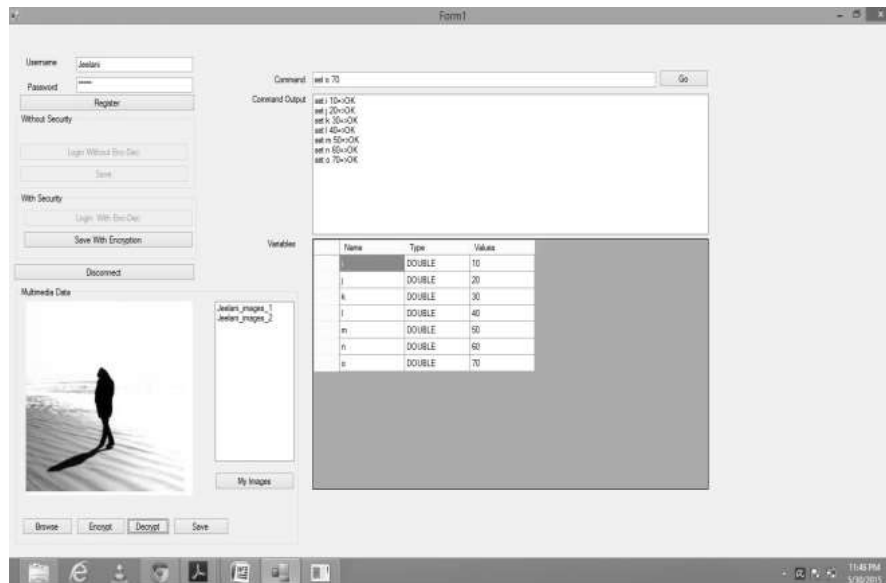 Form1
Username Jeelani
Password
Register
Without Security
Login Without Enc-Dec
Save
With Security
Login With Enc-Dec
Save With Encryption
Disconnect
Multimedia Data
Jeelani_images_1
Jeelani_images_2
My Images
Browse Encrypt Decrypt Save
Command set o 70 Go
Command Output
set i 10=>OK
set j 20=>OK
set k 30=>OK
set l 40=>OK
set m 50=>OK
set n 60=>OK
set o 70=>OK
Variables
Name Type Values
i DOUBLE 10
j DOUBLE 20
k DOUBLE 30
l DOUBLE 40
m DOUBLE 50
n DOUBLE 60
o DOUBLE 70
11:48 PM
5/30/2015